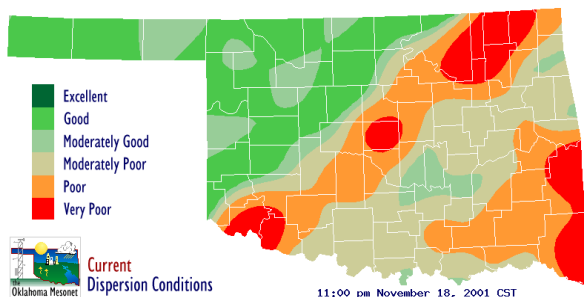 Excellent
Good
Moderately Good
Moderately Poor
Poor
Very Poor
the
Oklahoma Mesonet
Current
Dispersion Conditions
11:00 pm November 18, 2001 CST